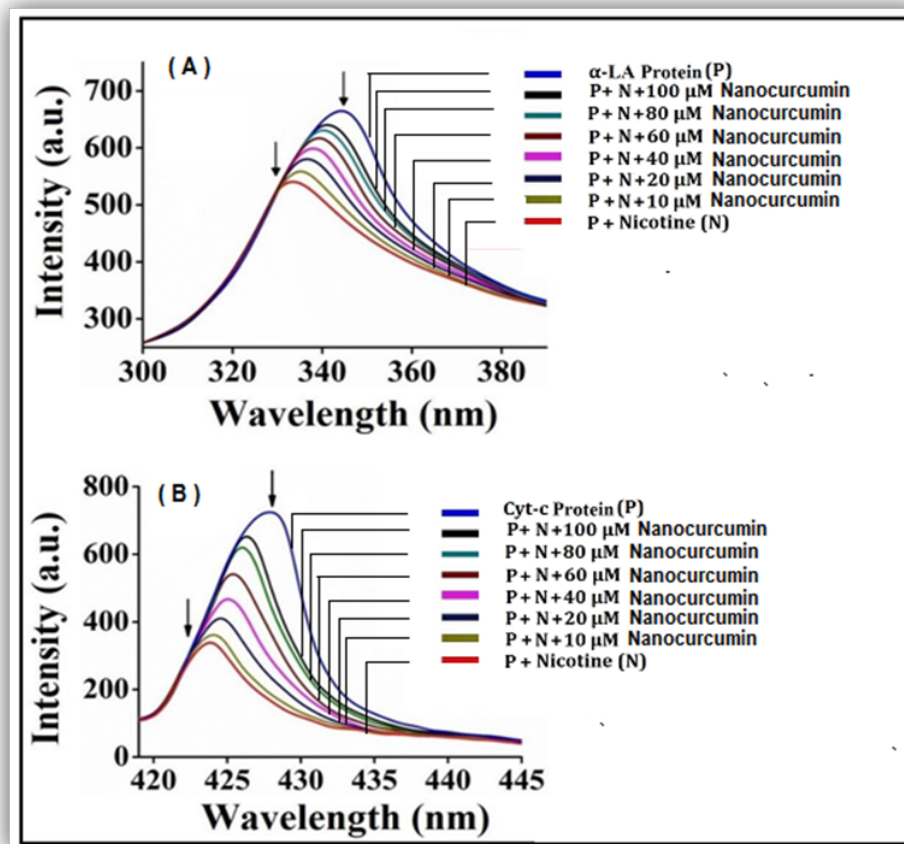 ( A )
α-LA Protein (P)
P+ N+100 μM Nanocurcumin
P + N+80 μM Nanocurcumin
P + N+60 μM Nanocurcumin
P + N+40 μM Nanocurcumin
P + N+20 μM Nanocurcumin
P + N+10 μM Nanocurcumin
P + Nicotine (N)
Intensity (a.u.)
700
600
500
400
300
300 320 340 360 380
Wavelength (nm)
( B )
Cyt-c Protein (P)
P+ N+100 μM Nanocurcumin
P + N+80 μM Nanocurcumin
P + N+60 μM Nanocurcumin
P + N+40 μM Nanocurcumin
P + N+20 μM Nanocurcumin
P + N+10 μM Nanocurcumin
P + Nicotine (N)
Intensity (a.u.)
800
600
400
200
0
420 425 430 435 440 445
Wavelength (nm)